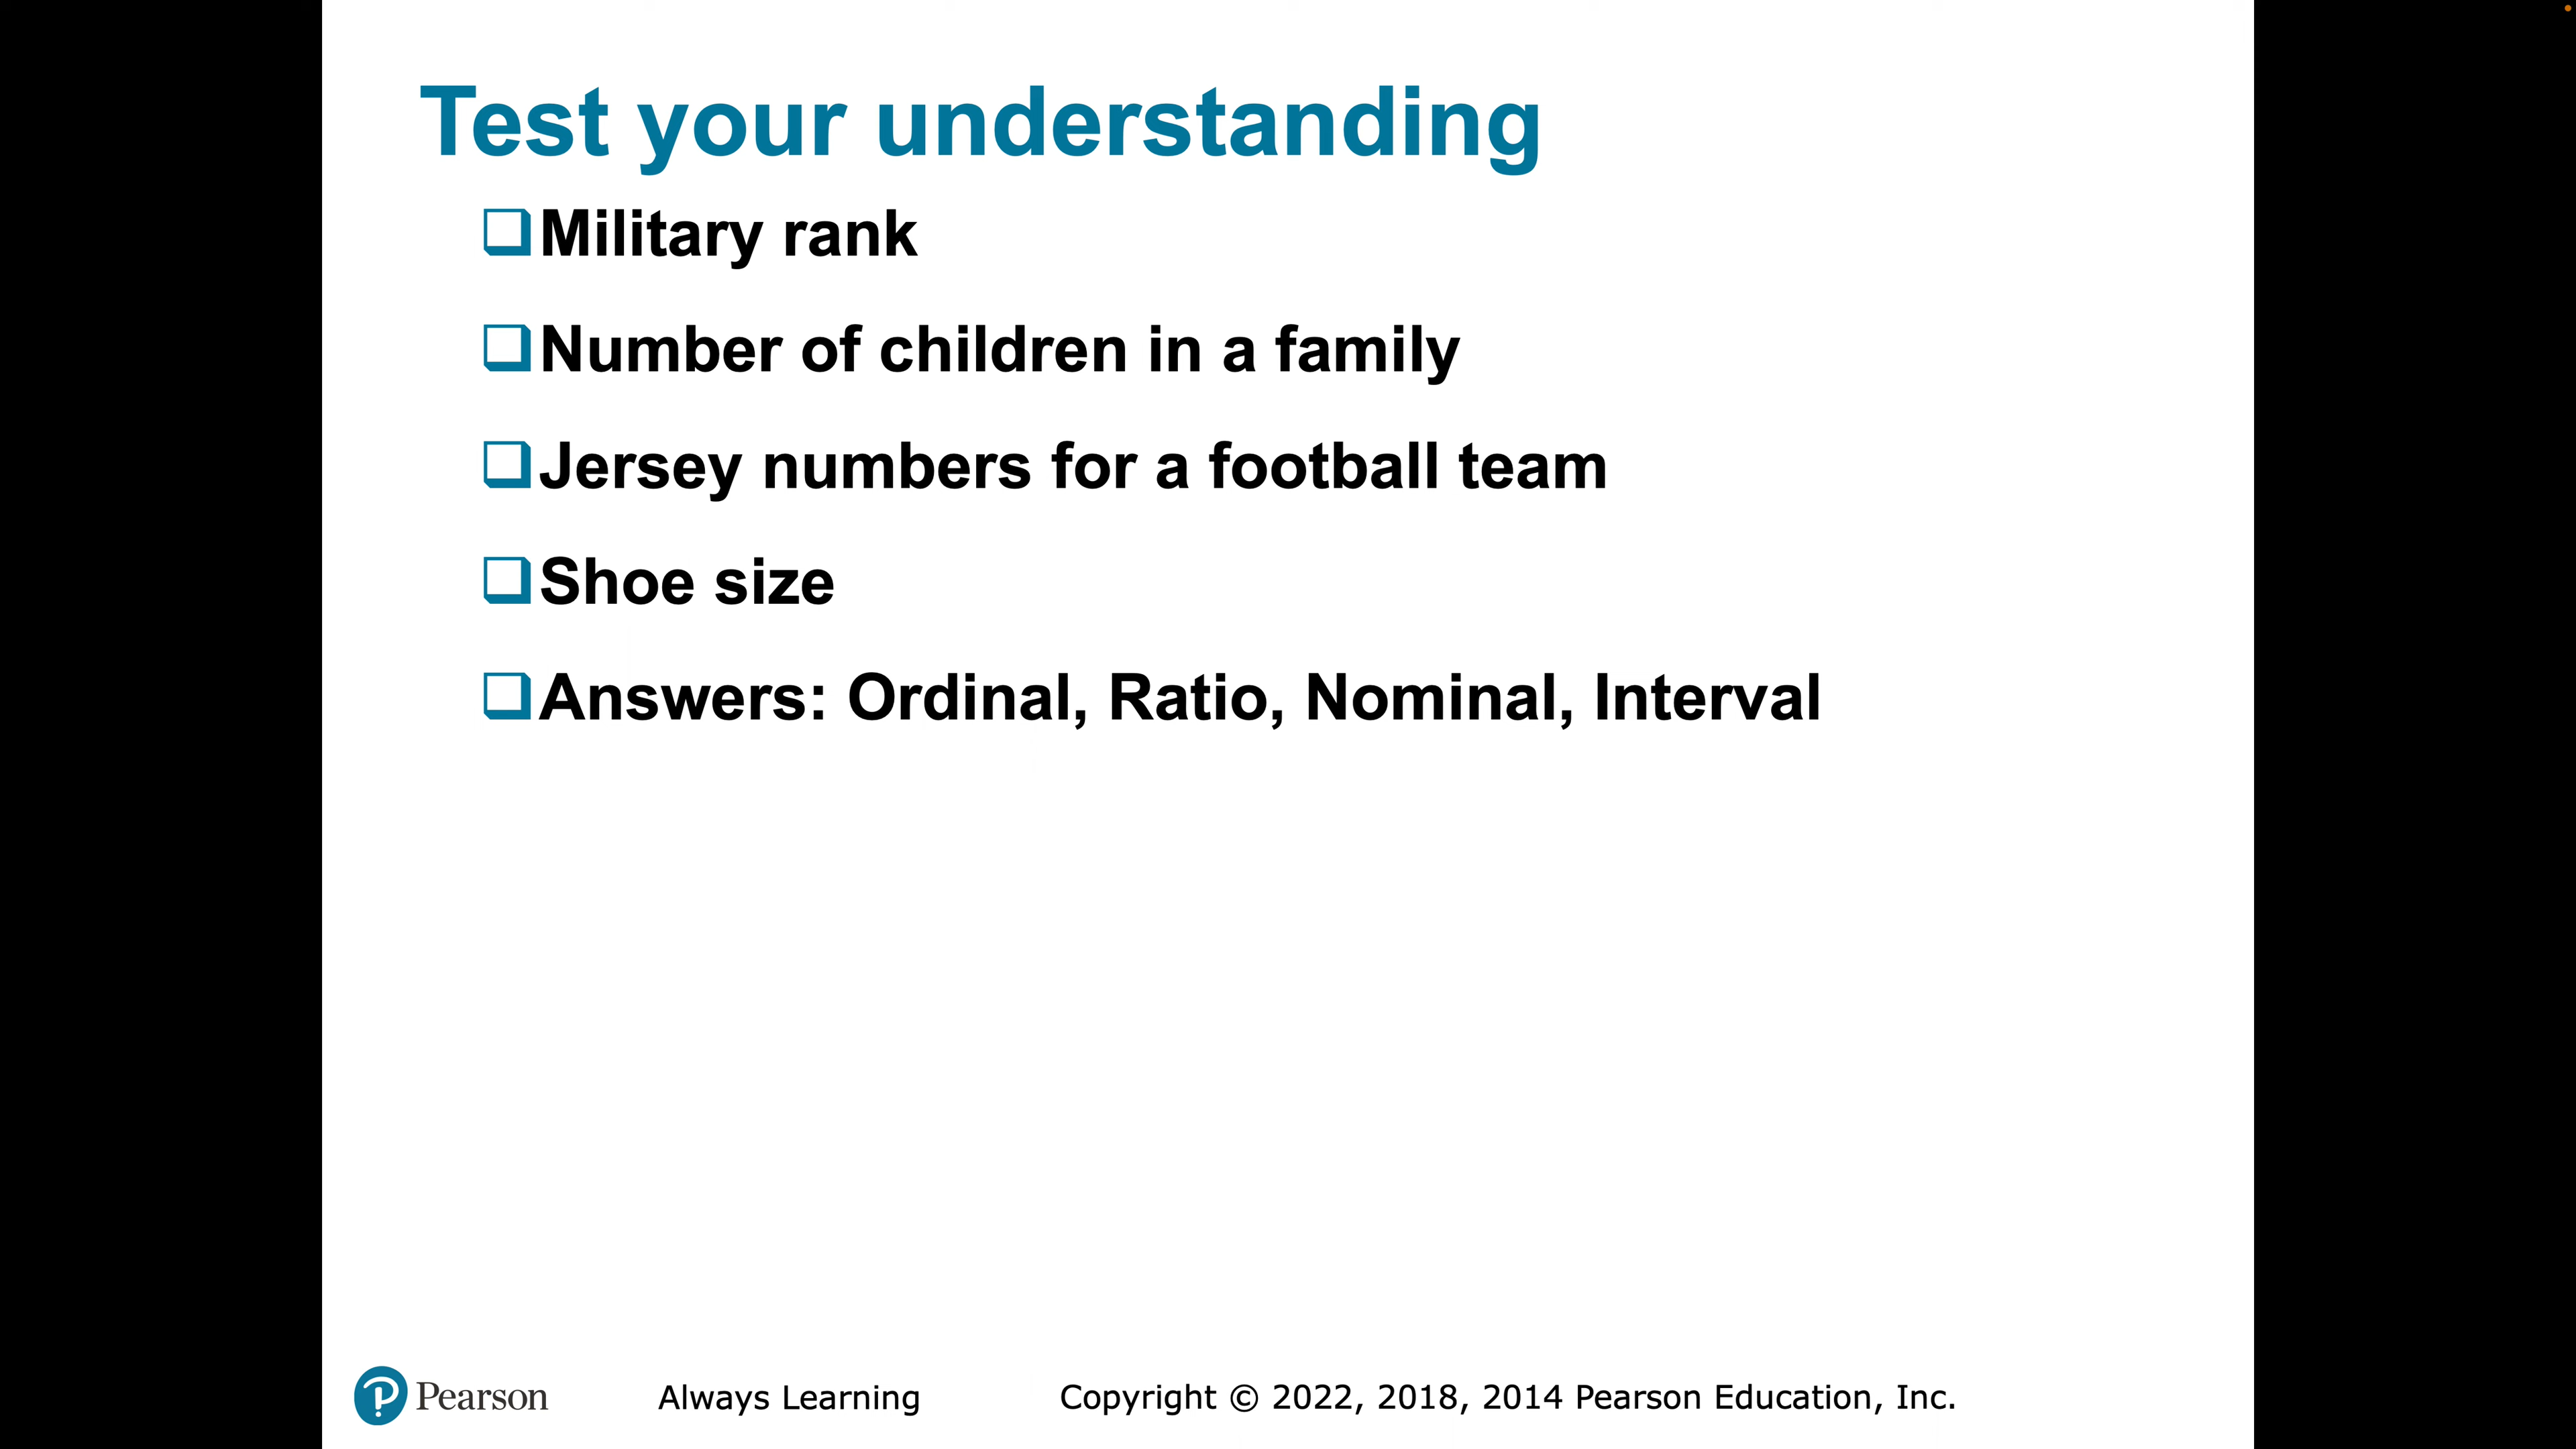 Test your understanding
Military rank
Number of children in a family
Jersey numbers for a football team
Shoe size
Answers: Ordinal, Ratio, Nominal, Interval
Pearson Always Learning Copyright © 2022, 2018, 2014 Pearson Education, Inc.